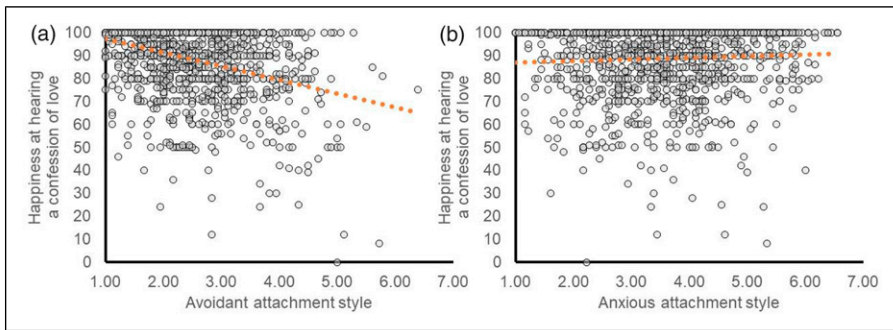 (a)
Happiness at hearing
a confession of love
100
90
80
70
60
50
40
30
20
10
0
1.00 2.00 3.00 4.00 5.00 6.00 7.00
Avoidant attachment style
(b)
Happiness at hearing
a confession of love
100
90
80
70
60
50
40
30
20
10
0
1.00 2.00 3.00 4.00 5.00 6.00 7.00
Anxious attachment style